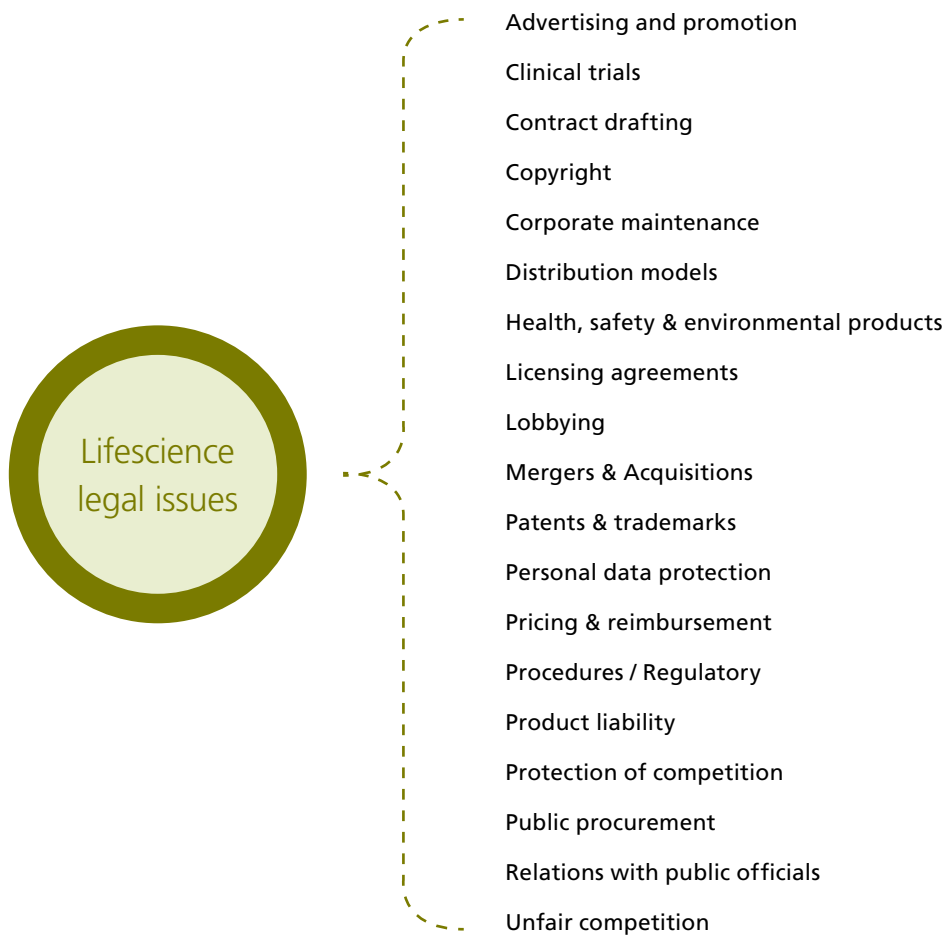 Lifescience
legal issues
Advertising and promotion
Clinical trials
Contract drafting
Copyright
Corporate maintenance
Distribution models
Health, safety & environmental products
Licensing agreements
Lobbying
Mergers & Acquisitions
Patents & trademarks
Personal data protection
Pricing & reimbursement
Procedures / Regulatory
Product liability
Protection of competition
Public procurement
Relations with public officials
Unfair competition